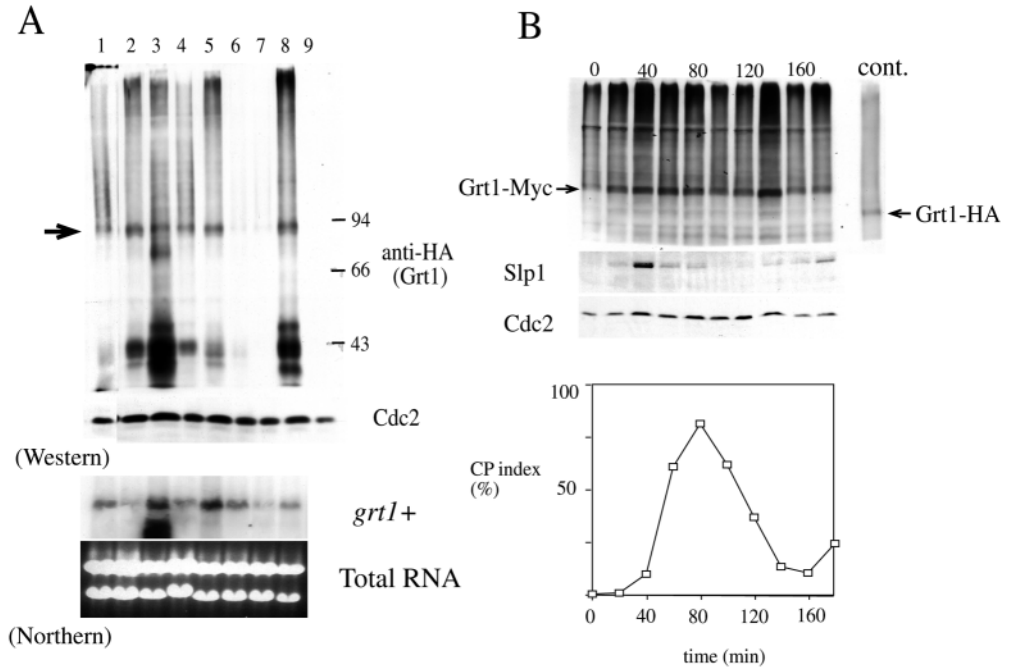 A
1 2 3 4 5 6 7 8 9
94
66
43
anti-HA
(Grt1)
Cdc2
(Western)
grt1+
Total RNA
(Northern)
B
0 40 80 120 160 cont.
Grt1-Myc
Grt1-HA
Slp1
Cdc2
100
50
CP index
(%)
0 40 80 120 160
time (min)